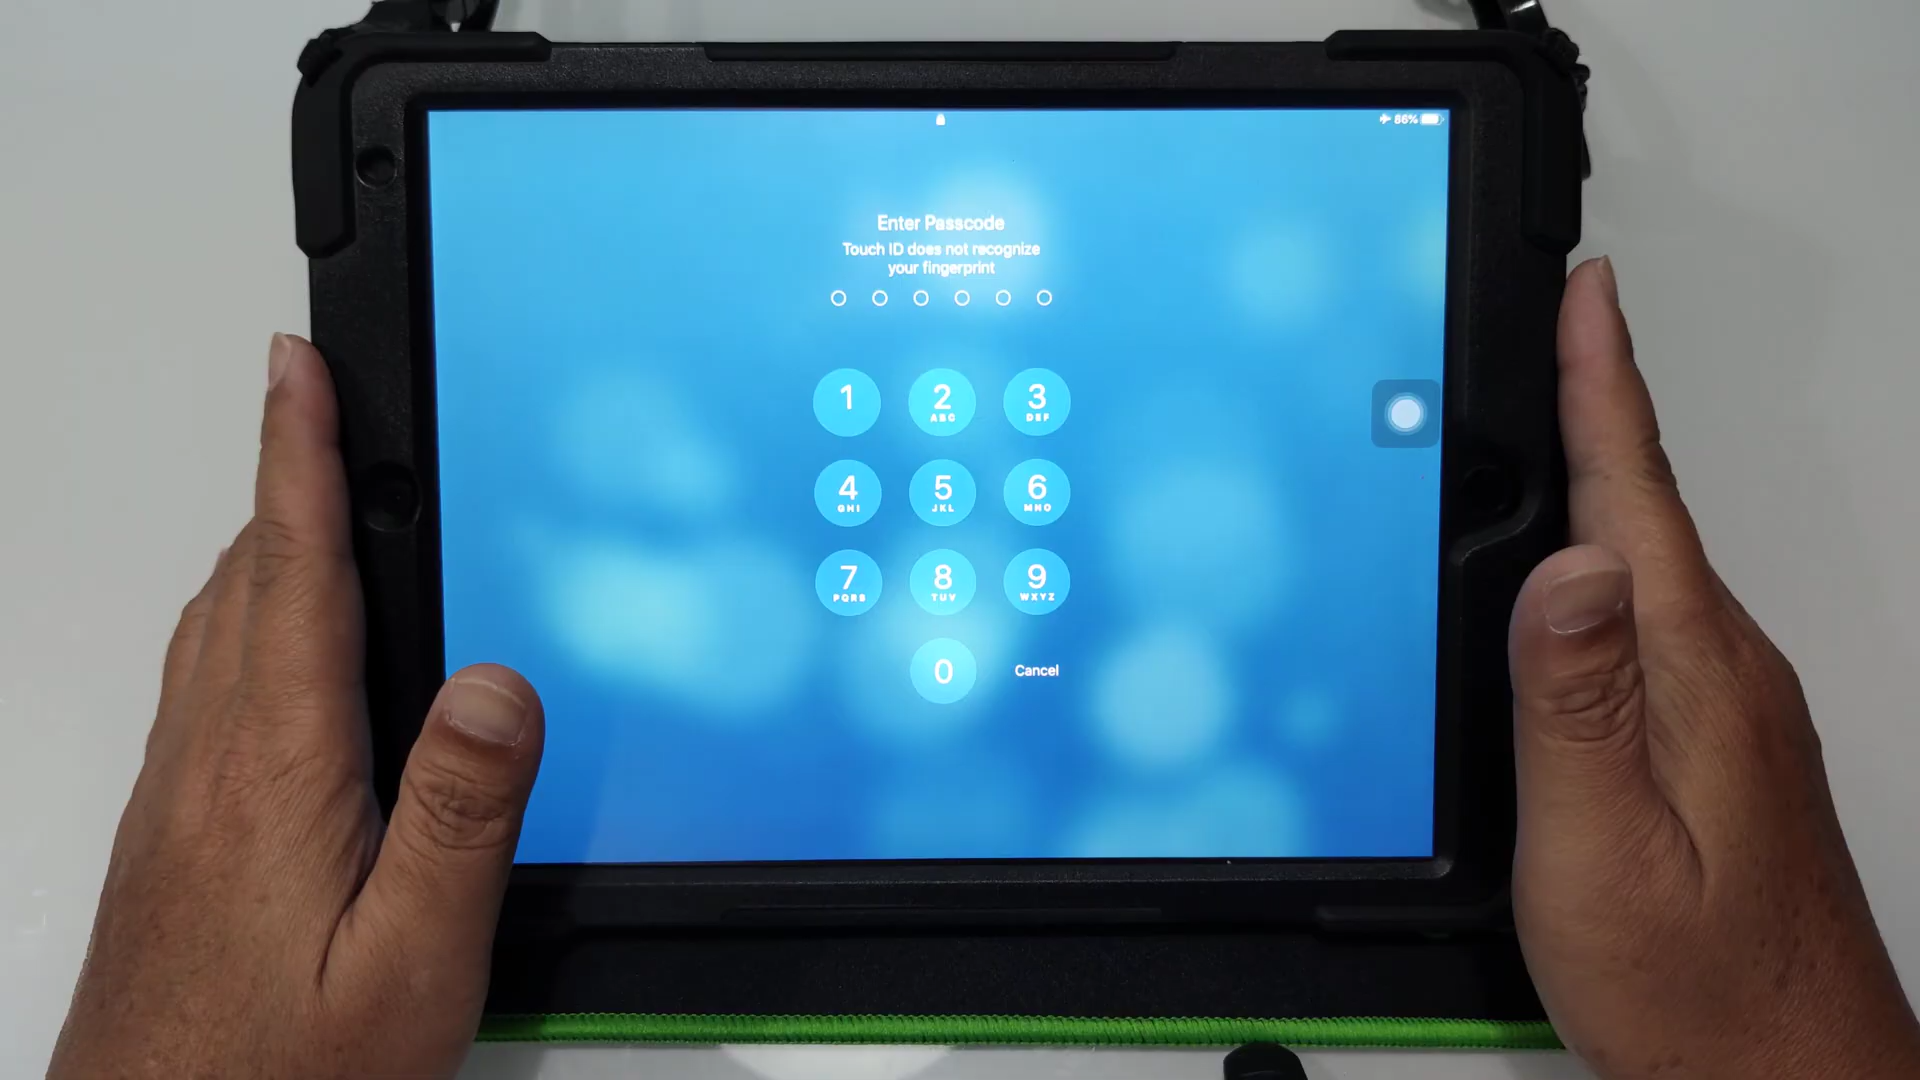 86%
Enter Passcode
Touch ID does not recognize
your fingerprint
1 2 3
ABC DEF
4 5 6
GHI JKL MNO
7 8 9
PQRS TUV WXYZ
0 Cancel